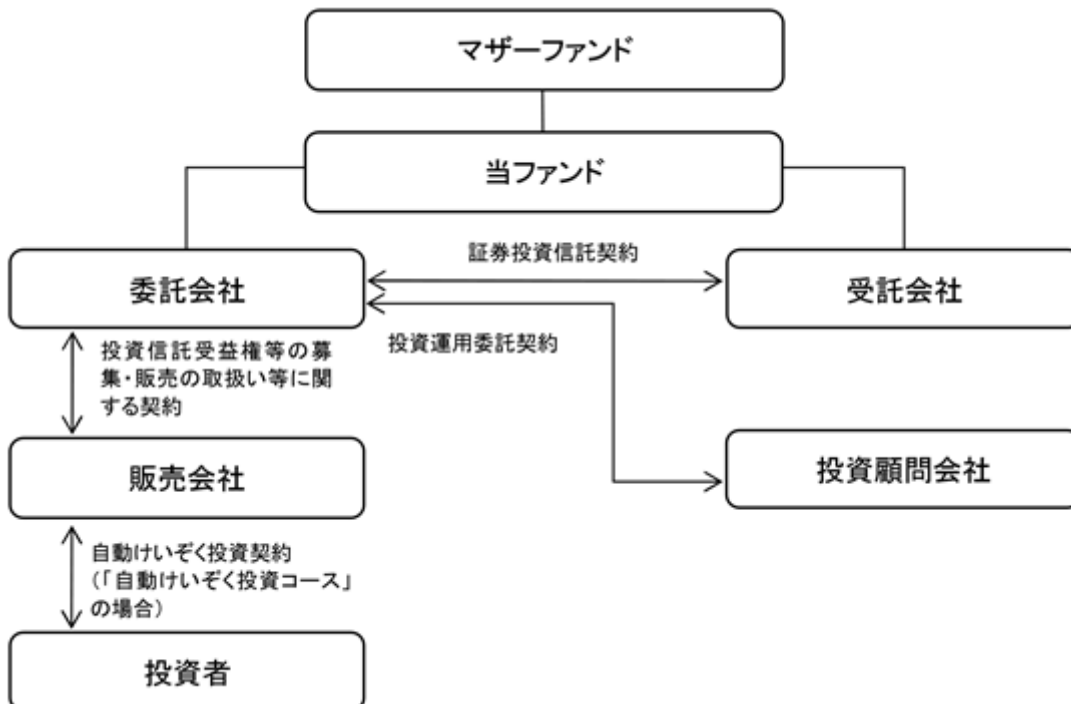 マザーファンド
当ファンド
証券投資信託契約
委託会社
受託会社
投資運用委託契約
投資信託受益権等の募
集・販売の取扱い等に関
する契約
販売会社
投資顧問会社
自動けいぞく投資契約
(「自動けいぞく投資コース」
の場合)
投資者